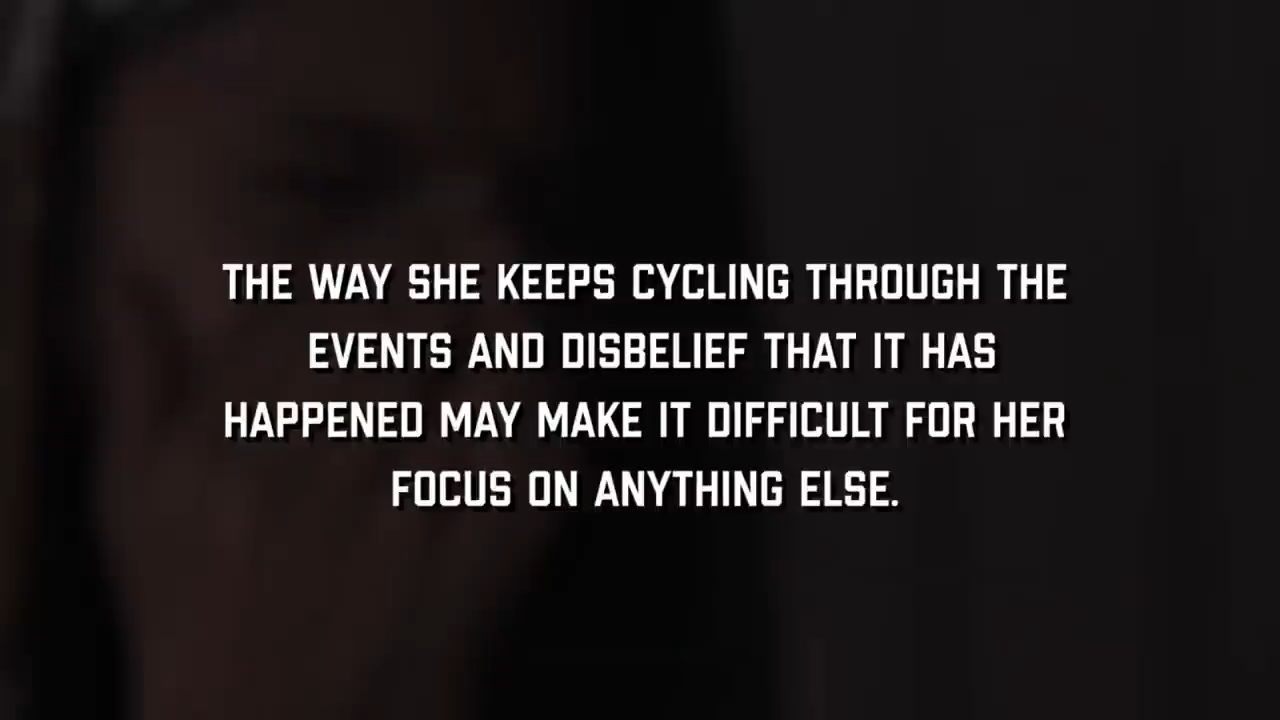 THE WAY SHE KEEPS CYCLING THROUGH THE
EVENTS AND DISBELIEF THAT IT HAS
HAPPENED MAY MAKE IT DIFFICULT FOR HER
FOCUS ON ANYTHING ELSE.